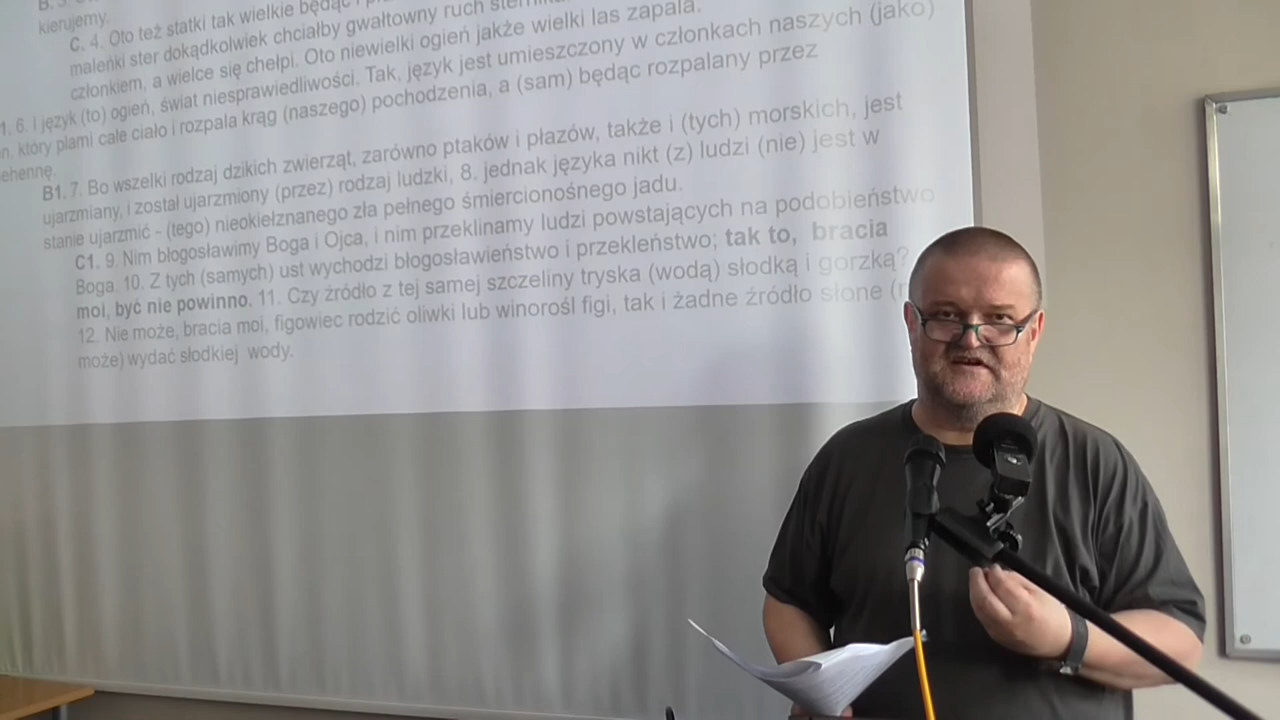 B. 3.
kierujemy.
C. 4. Oto też statki tak wielkie będąc i
maleńki ster dokądkolwiek chciałby gwałtowny ruch sternika.
członkiem, a wielce się chełpi. Oto niewielki ogień jakże wielki las zapala.
1. 6. I język (to) ogień, świat niesprawiedliwości. Tak, język jest umieszczony w członkach naszych (jako)
n, który plami całe ciało i rozpala krąg (naszego) pochodzenia, a (sam) będąc rozpalany przez
ehennę.
B1. 7. Bo wszelki rodzaj dzikich zwierząt, zarówno ptaków i płazów, także i (tych) morskich, jest
ujarzmiany, i został ujarzmiony (przez) rodzaj ludzki, 8. jednak języka nikt (z) ludzi (nie) jest w
stanie ujarzmić - (tego) nieokiełznanego zła pełnego śmiercionośnego jadu.
C1. 9. Nim błogosławimy Boga i Ojca, i nim przeklinamy ludzi powstających na podobieństwo
Boga. 10. Z tych (samych) ust wychodzi błogosławieństwo i przekleństwo; tak to, bracia
moi, być nie powinno. 11. Czy źródło z tej samej szczeliny tryska (wodą) słodką i gorzką?
12. Nie może, bracia moi, figowiec rodzić oliwki lub winorośl figi, tak i żadne źródło słone (n
może) wydać słodkiej wody.